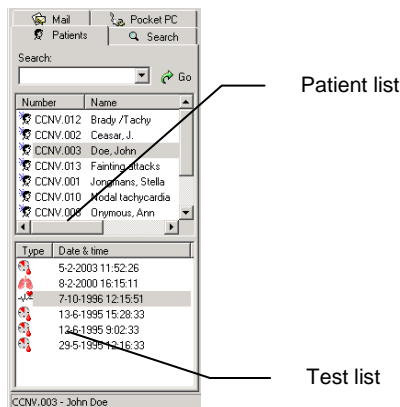 Mail Pocket PC
Patients Search
Search:
Go
Number Name
CCNV.012 Brady /Tachy
CCNV.002 Ceasar, J.
CCNV.003 Doe, John
CCNV.013 Fainting attacks
CCNV.001 Jongmans, Stella
CCNV.010 Nodal tachycardia
CCNV.008 Onymous, Ann
Type Date & time
5-2-2003 11:52:26
8-2-2000 16:15:11
7-10-1996 12:15:51
13-6-1995 15:28:33
13-6-1995 9:02:33
29-5-1995 12:16:33
CCNV.003 - John Doe
Patient list
Test list